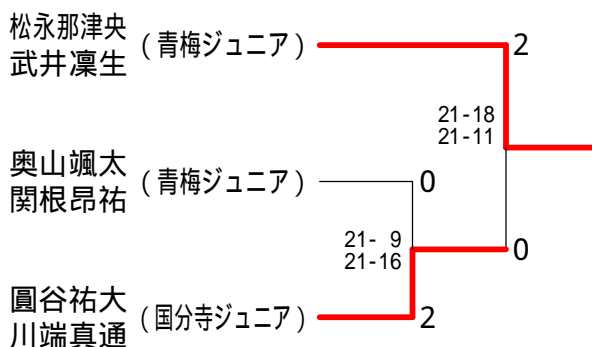 松永那津央
武井凜生
(青梅ジュニア)
2
21-18
21-11
奥山颯太
関根昂祐
(青梅ジュニア)
0
21- 9
21-16
0
圓谷祐大
川端真通
(国分寺ジュニア)
2